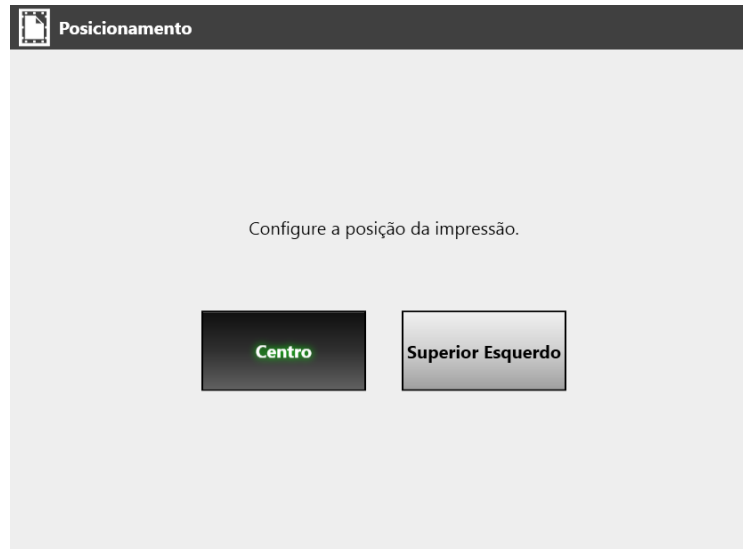 Posicionamento
Configure a posição da impressão.
Centro
Superior Esquerdo